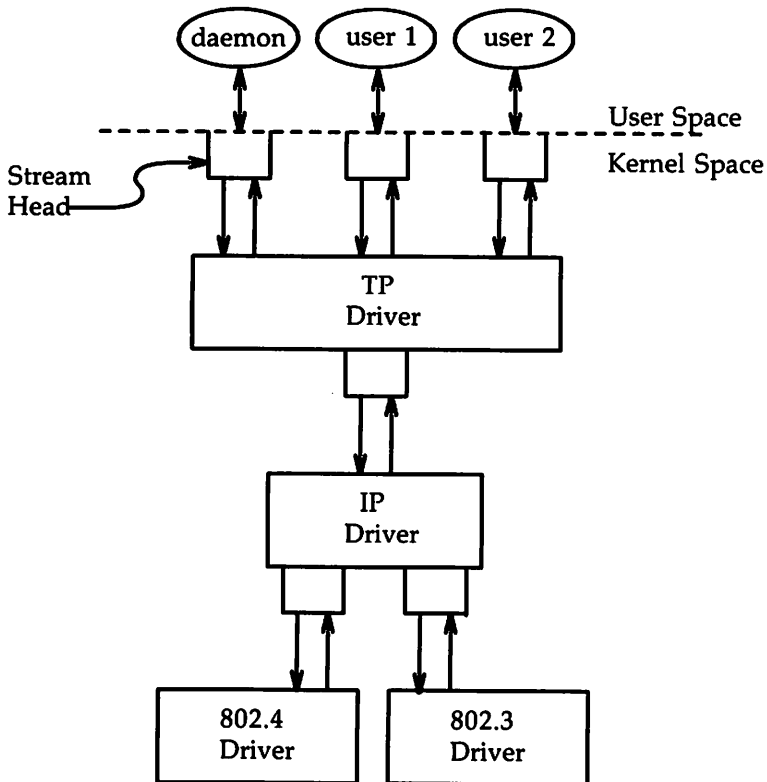 daemon
user 1
user 2
User Space
Kernel Space
Stream
Head
TP
Driver
IP
Driver
802.4
Driver
802.3
Driver